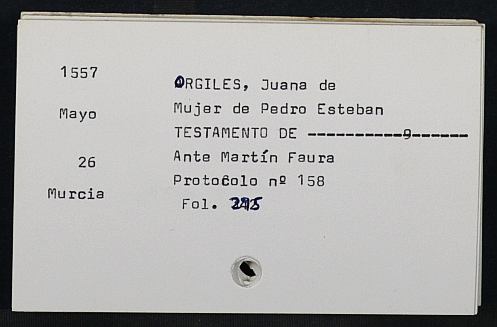 1557
Mayo
26
Murcia
ORGILES, Juana de
Mujer de Pedro Esteban
TESTAMENTO DE ----------9------
Ante Martín Faura
Protocolo nº 158
Fol.